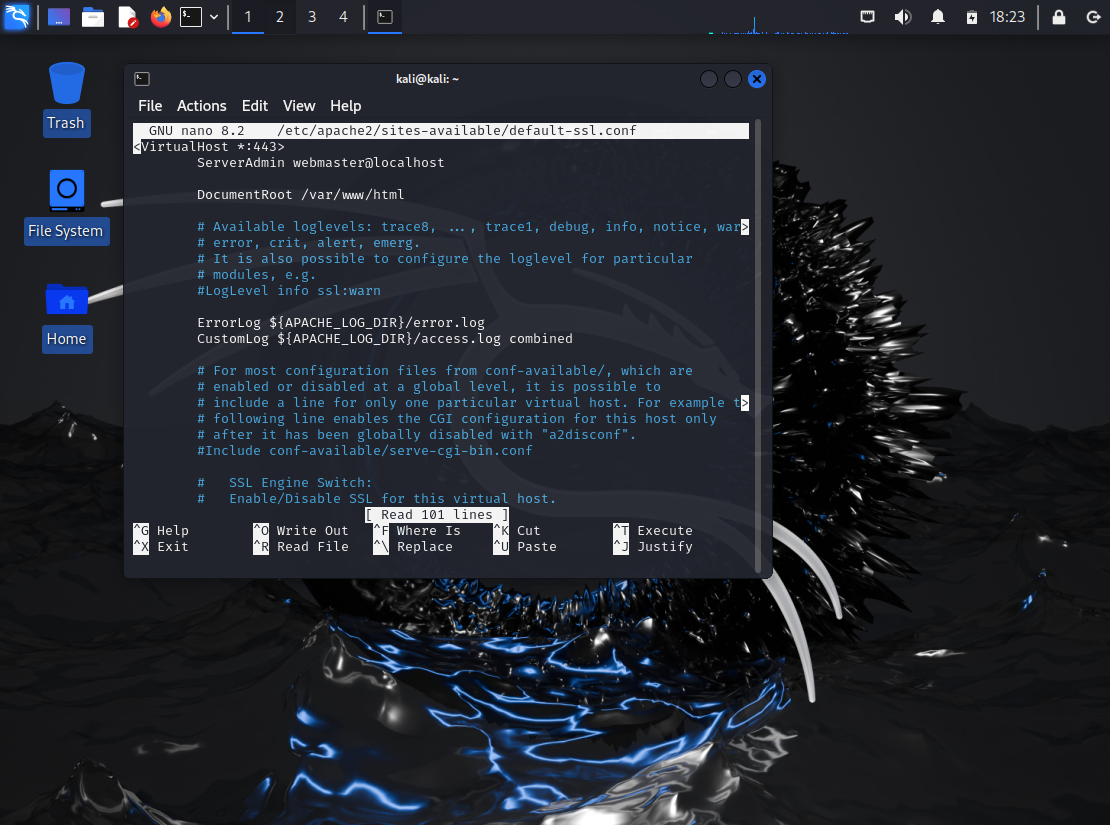 1 2 3 4 18:23
Trash
File System
Home
kali@kali: ~
File Actions Edit View Help
GNU nano 8.2 /etc/apache2/sites-available/default-ssl.conf
<VirtualHost *:443>
ServerAdmin webmaster@localhost
DocumentRoot /var/www/html
# Available loglevels: trace8, ..., trace1, debug, info, notice, war>
# error, crit, alert, emerg.
# It is also possible to configure the loglevel for particular
# modules, e.g.
#LogLevel info ssl:warn
ErrorLog ${APACHE_LOG_DIR}/error.log
CustomLog ${APACHE_LOG_DIR}/access.log combined
# For most configuration files from conf-available/, which are
# enabled or disabled at a global level, it is possible to
# include a line for only one particular virtual host. For example t>
# following line enables the CGI configuration for this host only
# after it has been globally disabled with "a2disconf".
#Include conf-available/serve-cgi-bin.conf
# SSL Engine Switch:
# Enable/Disable SSL for this virtual host.
[ Read 101 lines ]
^G Help ^O Write Out ^F Where Is ^K Cut ^T Execute
^X Exit ^R Read File ^\ Replace ^U Paste ^J Justify